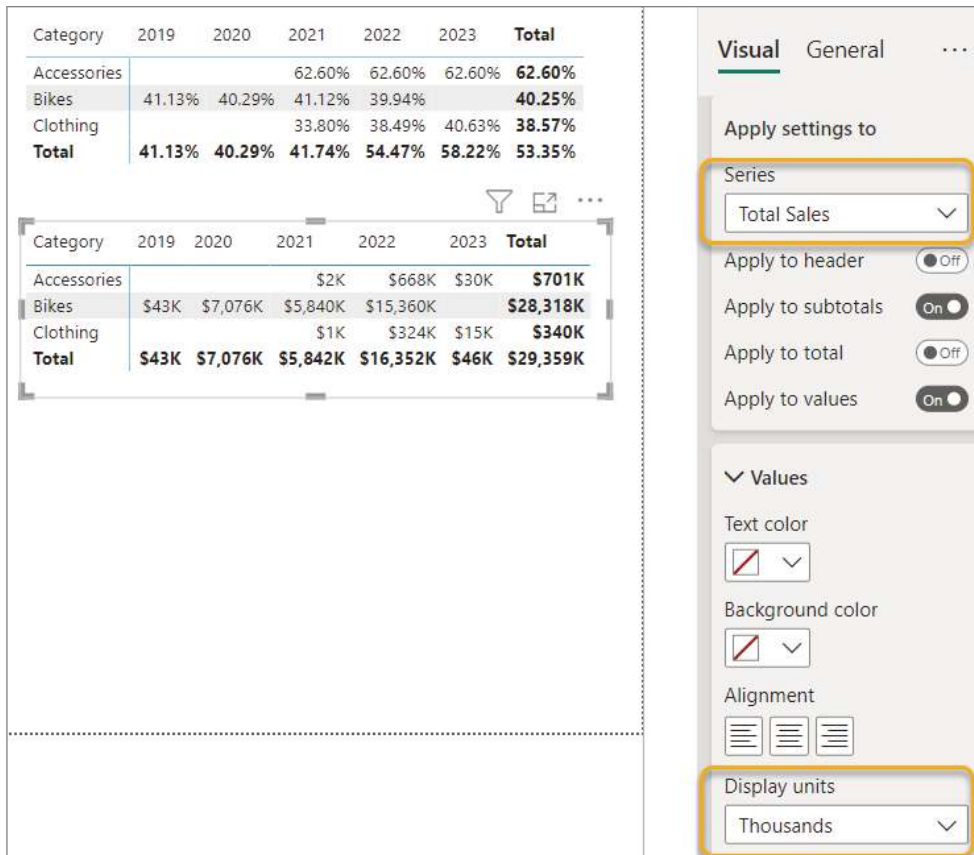 Category 2019 2020 2021 2022 2023 Total
Accessories 62.60% 62.60% 62.60% 62.60%
Bikes 41.13% 40.29% 41.12% 39.94% 40.25%
Clothing 33.80% 38.49% 40.63% 38.57%
Total 41.13% 40.29% 41.74% 54.47% 58.22% 53.35%
Category 2019 2020 2021 2022 2023 Total
Accessories $2K $668K $30K $701K
Bikes $43K $7,076K $5,840K $15,360K $28,318K
Clothing $1K $324K $15K $340K
Total $43K $7,076K $5,842K $16,352K $46K $29,359K
Visual General
Apply settings to
Series
Total Sales
Apply to header Off
Apply to subtotals On
Apply to total Off
Apply to values On
Values
Text color
Background color
Alignment
Display units
Thousands